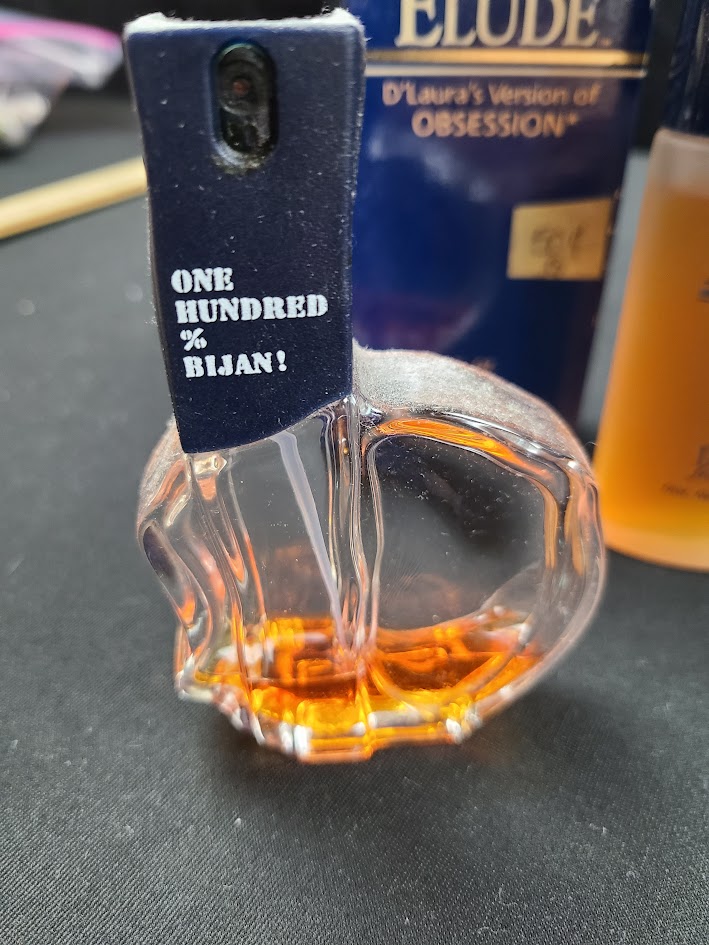 ELUDE
D'Laura's Version of
OBSESSION*
ONE
HUNDRED
%
BIJAN!